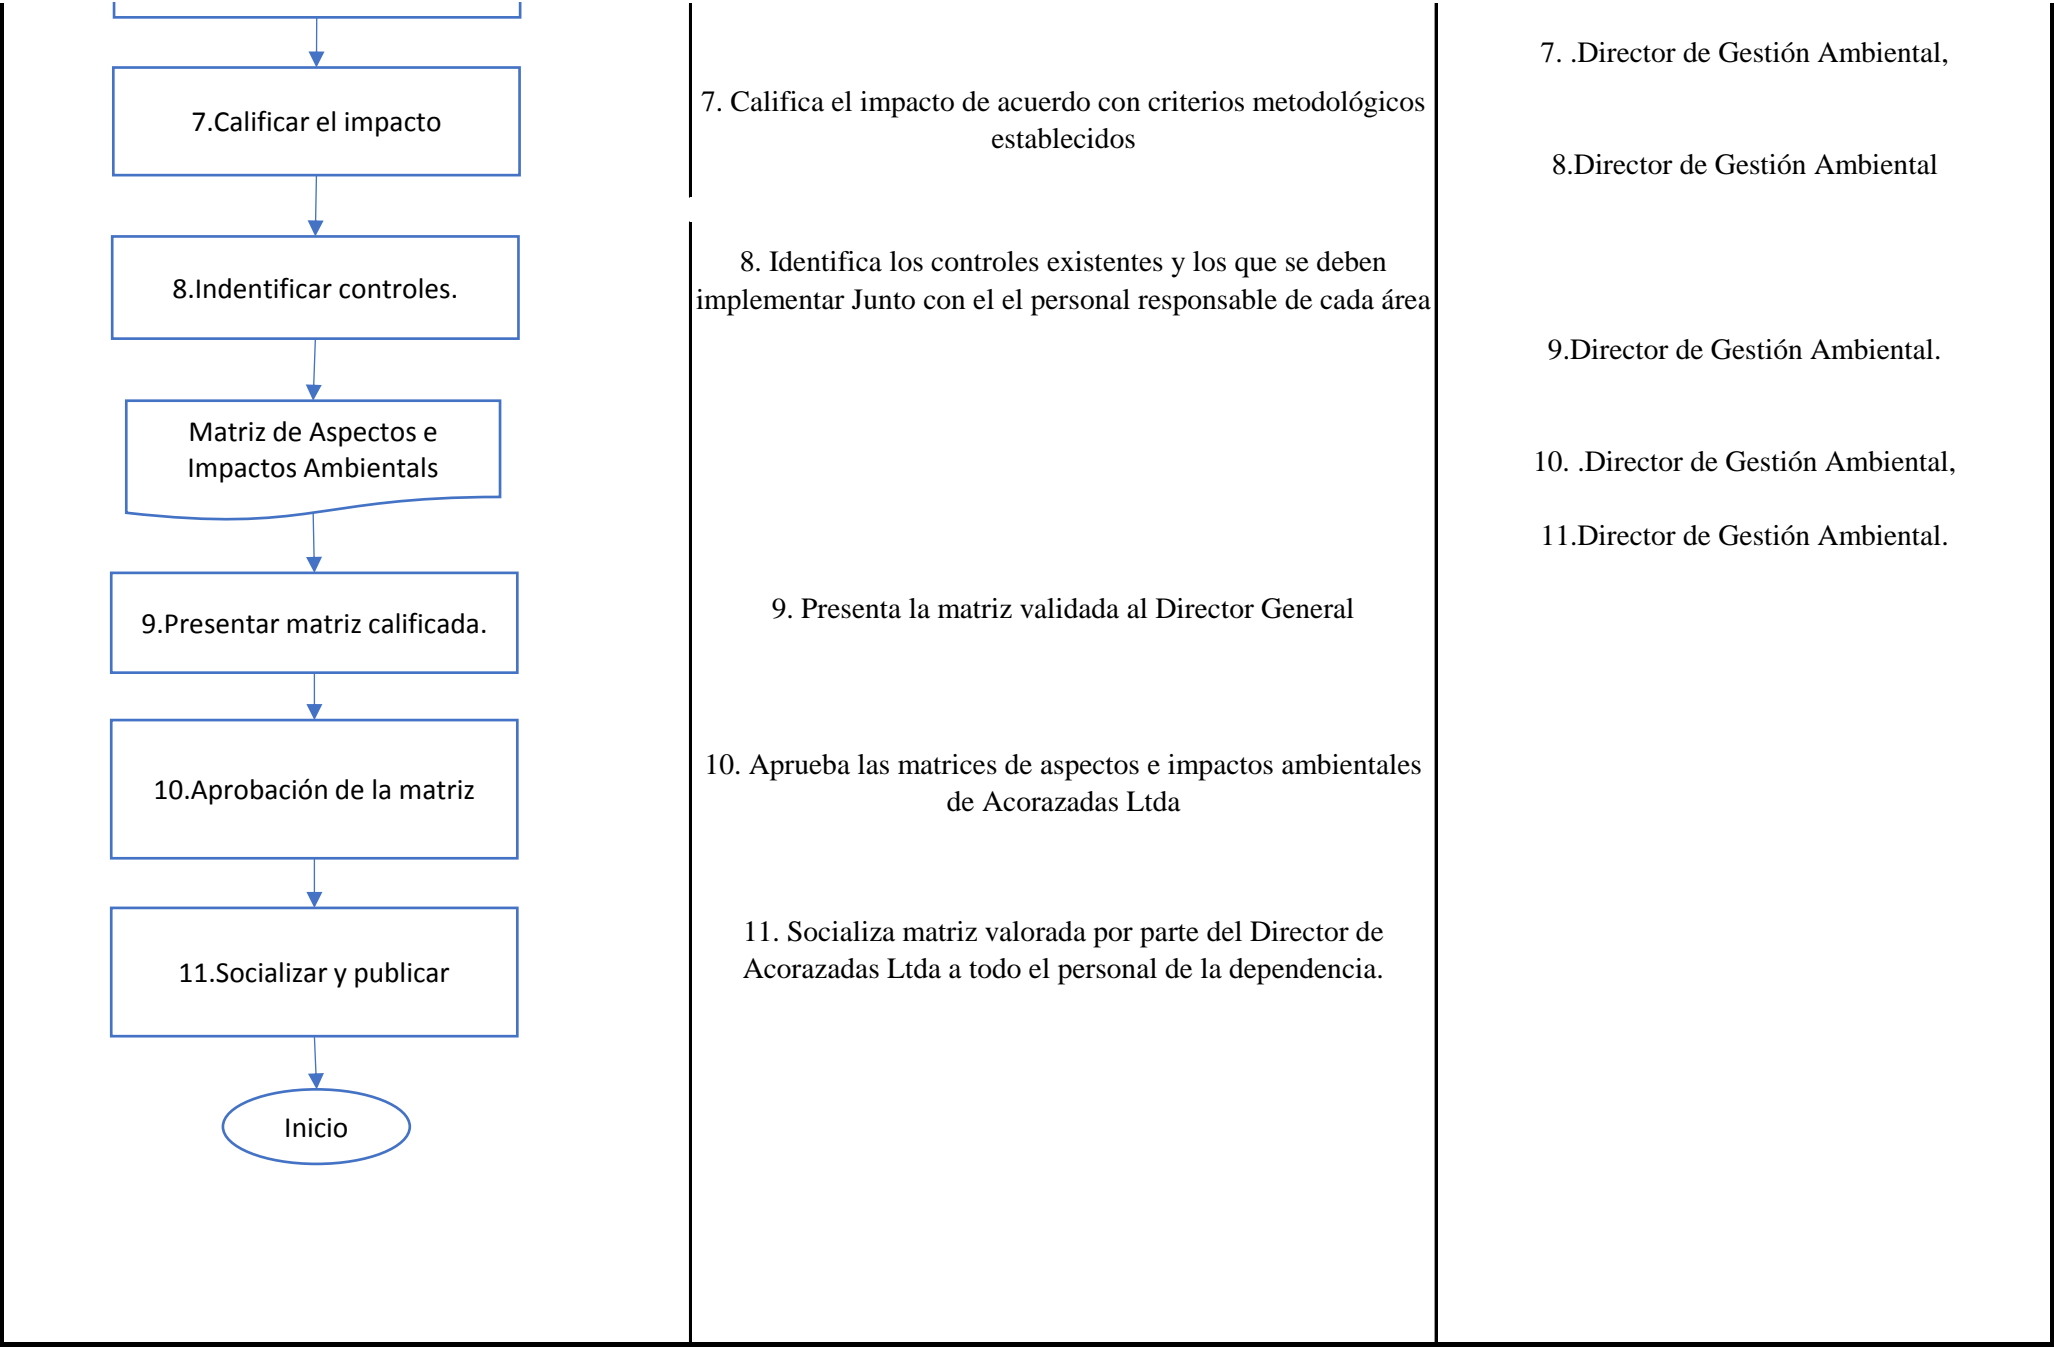 7.Calificar el impacto
8.Indentificar controles.
Matriz de Aspectos e
Impactos Ambientals
9.Presentar matriz calificada.
10.Aprobación de la matriz
11.Socializar y publicar
Inicio
7. Califica el impacto de acuerdo con criterios metodológicos
establecidos
8. Identifica los controles existentes y los que se deben
implementar Junto con el el personal responsable de cada área
9. Presenta la matriz validada al Director General
10. Aprueba las matrices de aspectos e impactos ambientales
de Acorazadas Ltda
11. Socializa matriz valorada por parte del Director de
Acorazadas Ltda a todo el personal de la dependencia.
7. .Director de Gestión Ambiental,
8.Director de Gestión Ambiental
9.Director de Gestión Ambiental.
10. .Director de Gestión Ambiental,
11.Director de Gestión Ambiental.